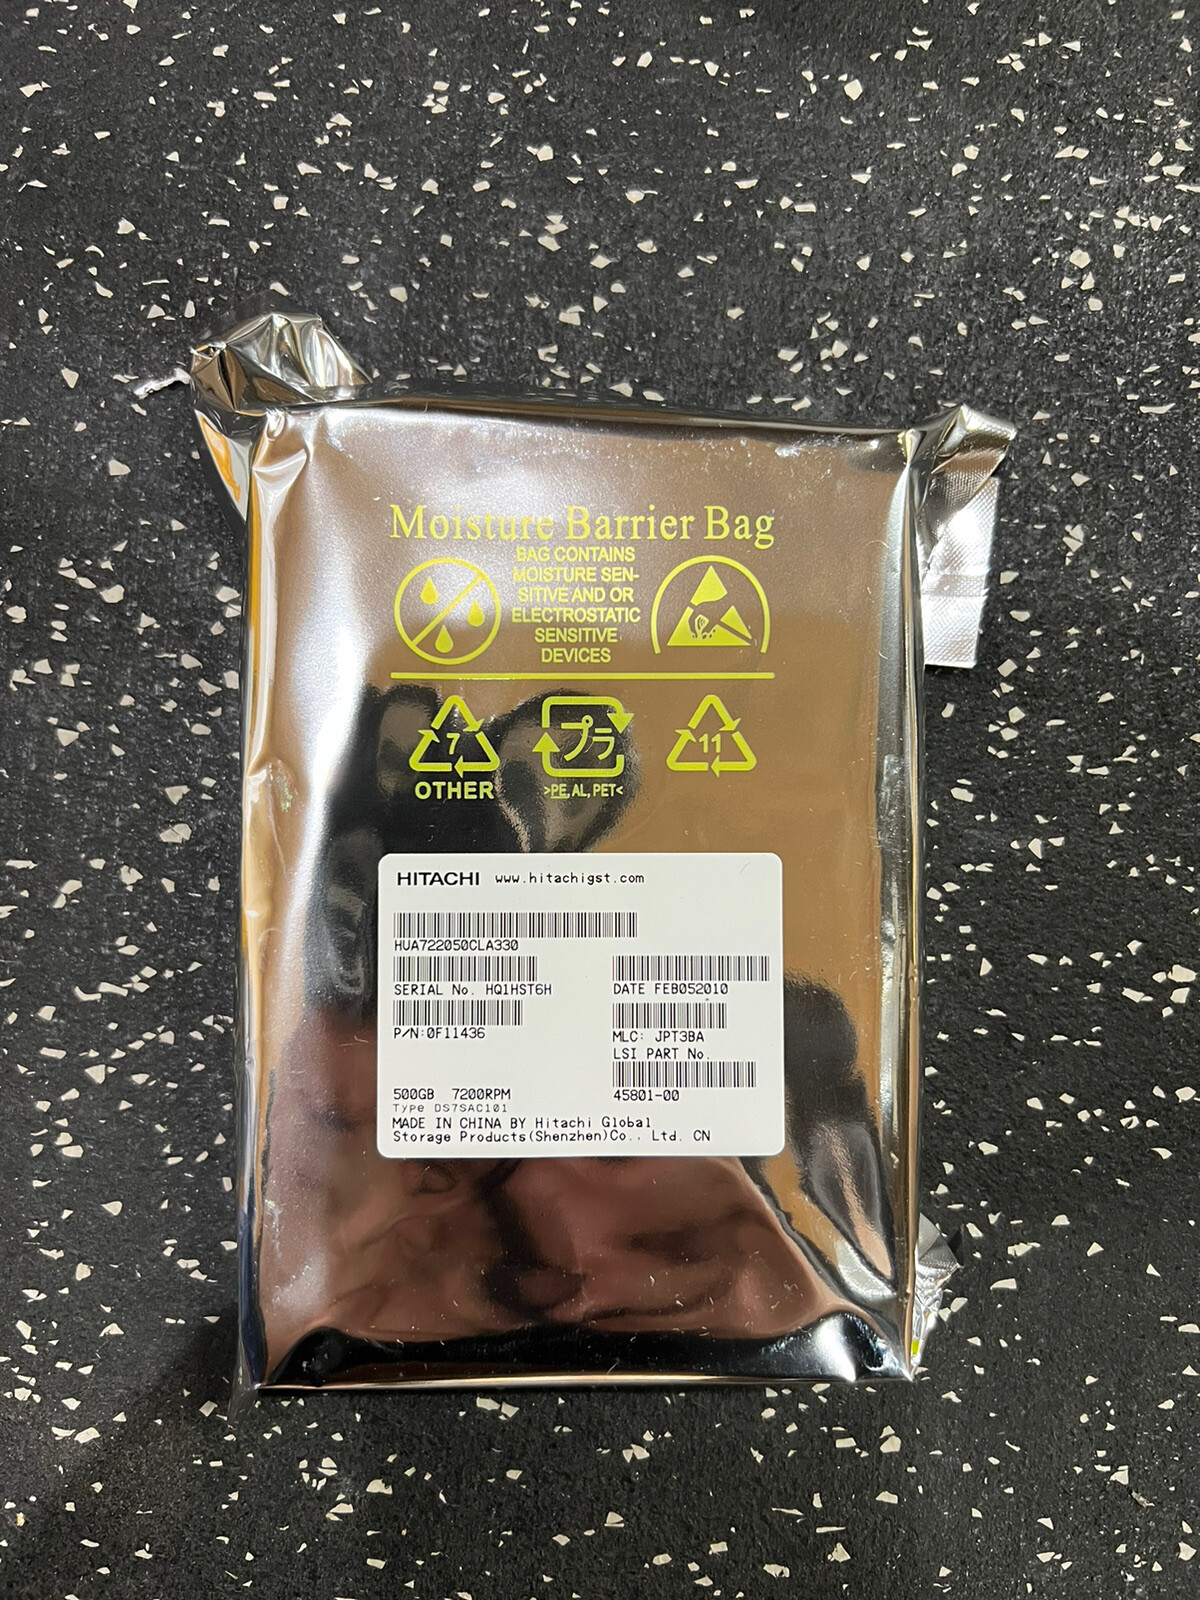 Moisture Barrier Bag
BAG CONTAINS
MOISTURE SEN-
SITIVE AND OR
ELECTROSTATIC
SENSITIVE
DEVICES
7
OTHER
プラ
>PE, AL, PET<
11
HITACHI www.hitachigst.com
HUA722050CLA330
SERIAL No. HQ1HST6H
DATE FEB052010
P/N:0F11436
MLC: JPT3BA
LSI PART No.
45801-00
500GB 7200RPM
Type DS7SAC101
MADE IN CHINA BY Hitachi Global
Storage Products(Shenzhen)Co., Ltd. CN